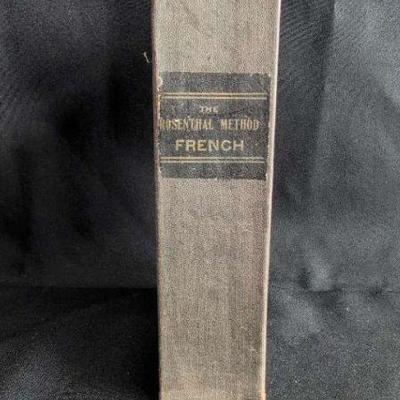 THE
ROSENTHAL METHOD
FRENCH